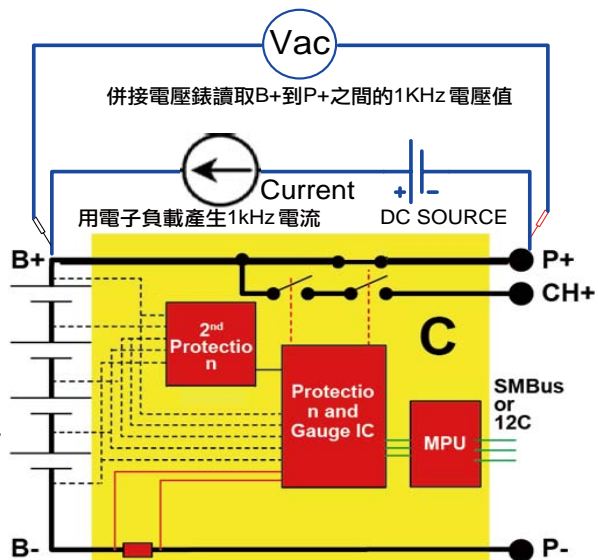 Vac
併接電壓錶讀取B+到P+之間的1KHz 電壓值
Current
用電子負載產生1kHz 電流
+ -
DC SOURCE
B+
P+
CH+
2nd
Protectio
n
C
Protectio
n and
Gauge IC
MPU
SMBus
or
12C
B-
P-